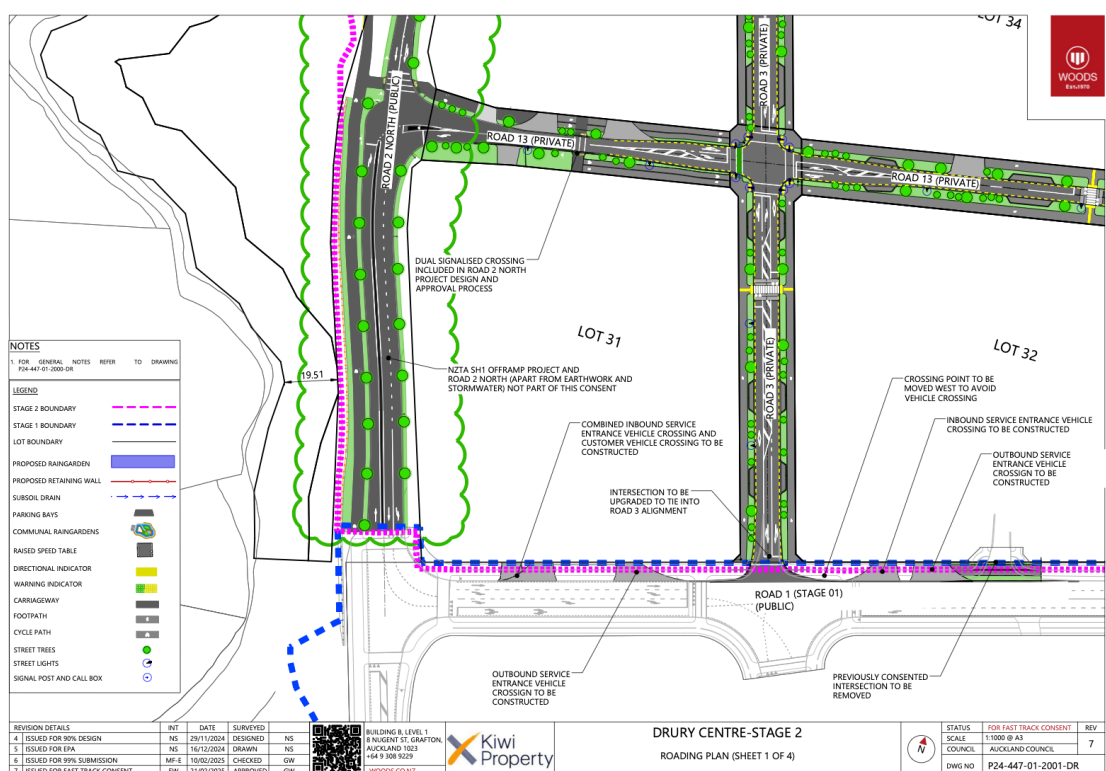 LOT 34
WOODS
Est.1970
ROAD 3 (PRIVATE)
ROAD 2 NORTH (PUBLIC)
ROAD 13 (PRIVATE)
ROAD 13 (PRIVATE)
DUAL SIGNALISED CROSSING
INCLUDED IN ROAD 2 NORTH
PROJECT DESIGN AND
APPROVAL PROCESS
LOT 31
LOT 32
19.51
NZTA SH1 OFFRAMP PROJECT AND
ROAD 2 NORTH (APART FROM EARTHWORK AND
STORMWATER) NOT PART OF THIS CONSENT
ROAD 3 (PRIVATE)
CROSSING POINT TO BE
MOVED WEST TO AVOID
VEHICLE CROSSING
COMBINED INBOUND SERVICE
ENTRANCE VEHICLE CROSSING AND
CUSTOMER VEHICLE CROSSING TO BE
CONSTRUCTED
INBOUND SERVICE ENTRANCE VEHICLE
CROSSING TO BE CONSTRUCTED
OUTBOUND SERVICE
ENTRANCE VEHICLE
CROSSIGN TO BE
CONSTRUCTED
INTERSECTION TO BE
UPGRADED TO TIE INTO
ROAD 3 ALIGNMENT
ROAD 1 (STAGE 01)
(PUBLIC)
OUTBOUND SERVICE
ENTRANCE VEHICLE
CROSSIGN TO BE
CONSTRUCTED
PREVIOUSLY CONSENTED
INTERSECTION TO BE
REMOVED
NOTES
1. FOR GENERAL NOTES REFER TO DRAWING
P24-447-01-2000-DR
LEGEND
STAGE 2 BOUNDARY
STAGE 1 BOUNDARY
LOT BOUNDARY
PROPOSED RAINGARDEN
PROPOSED RETAINING WALL
SUBSOIL DRAIN
PARKING BAYS
COMMUNAL RAINGARDENS
RAISED SPEED TABLE
DIRECTIONAL INDICATOR
WARNING INDICATOR
CARRIAGEWAY
FOOTPATH
CYCLE PATH
STREET TREES
STREET LIGHTS
SIGNAL POST AND CALL BOX
REVISION DETAILS INT DATE SURVEYED
4 ISSUED FOR 90% DESIGN NS 29/11/2024 DESIGNED NS
5 ISSUED FOR EPA NS 16/12/2024 DRAWN NS
6 ISSUED FOR 99% SUBMISSION MF-E 10/02/2025 CHECKED GW
7 ISSUED FOR FAST TRACK CONSENT 21/02/2025 APPROVED GW
BUILDING B, LEVEL 1
8 NUGENT ST, GRAFTON,
AUCKLAND 1023
+64 9 308 9229
WOODS.CO.NZ
Kiwi
Property
DRURY CENTRE-STAGE 2
ROADING PLAN (SHEET 1 OF 4)
N
STATUS FOR FAST TRACK CONSENT REV
SCALE 1:1000 @ A3 7
COUNCIL AUCKLAND COUNCIL
DWG NO P24-447-01-2001-DR